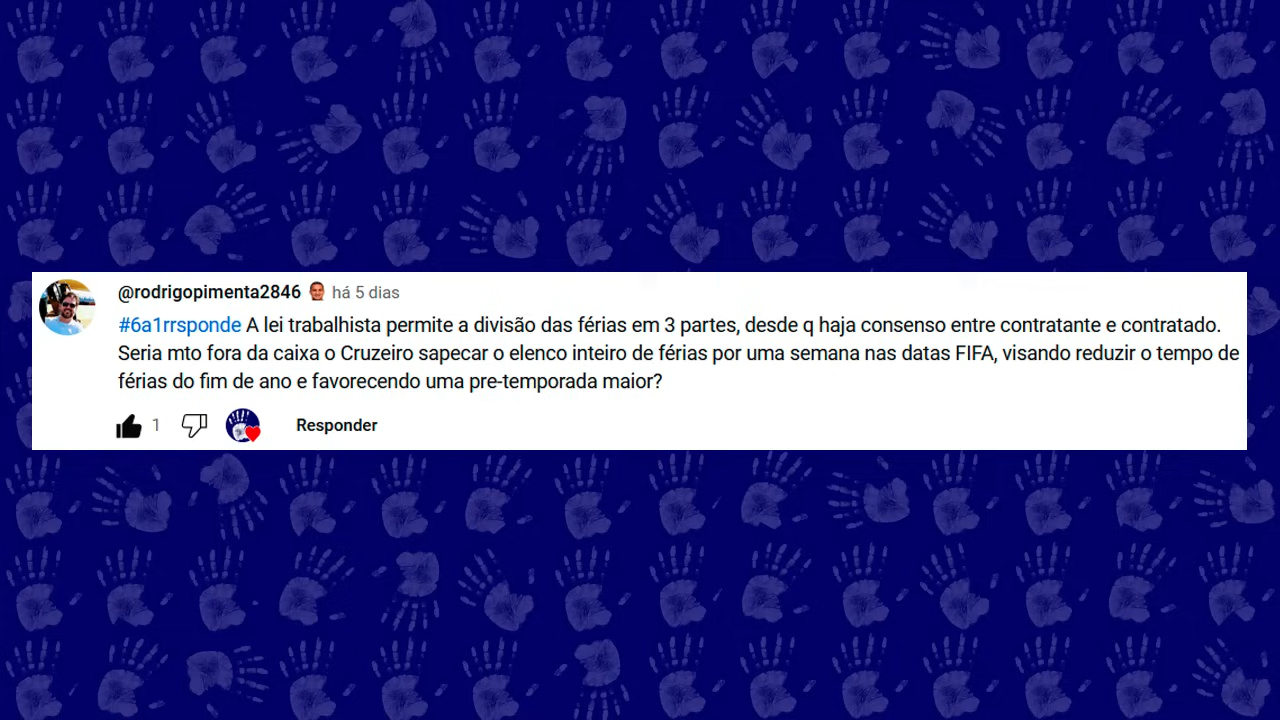 @rodrigopimenta2846 há 5 dias
#6a1rrsponde A lei trabalhista permite a divisão das férias em 3 partes, desde q haja consenso entre contratante e contratado.
Seria mto fora da caixa o Cruzeiro sapecar o elenco inteiro de férias por uma semana nas datas FIFA, visando reduzir o tempo de
férias do fim de ano e favorecendo uma pre-temporada maior?
1 Responder